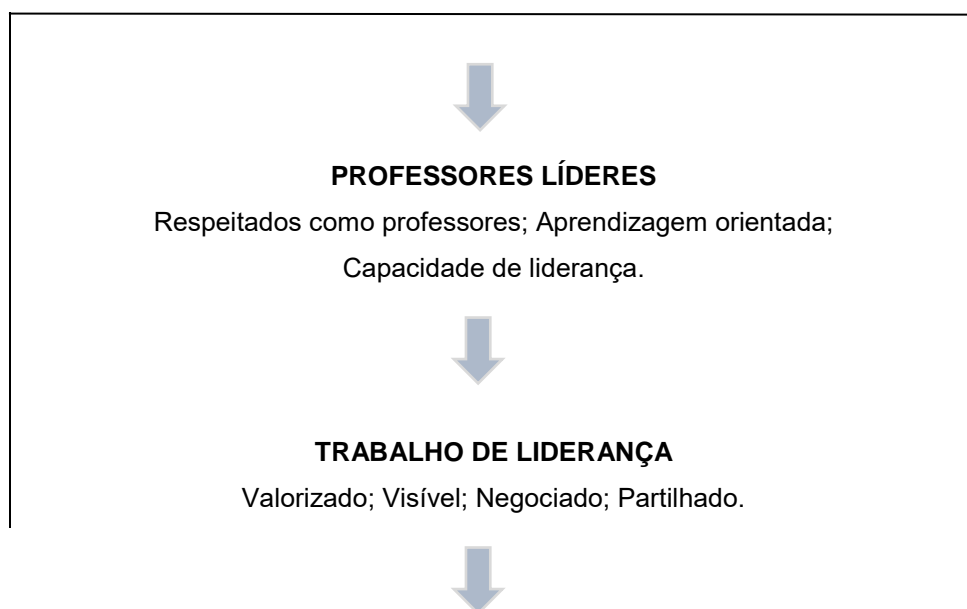 PROFESSORES LÍDERES
Respeitados como professores; Aprendizagem orientada;
Capacidade de liderança.
TRABALHO DE LIDERANÇA
Valorizado; Visível; Negociado; Partilhado.